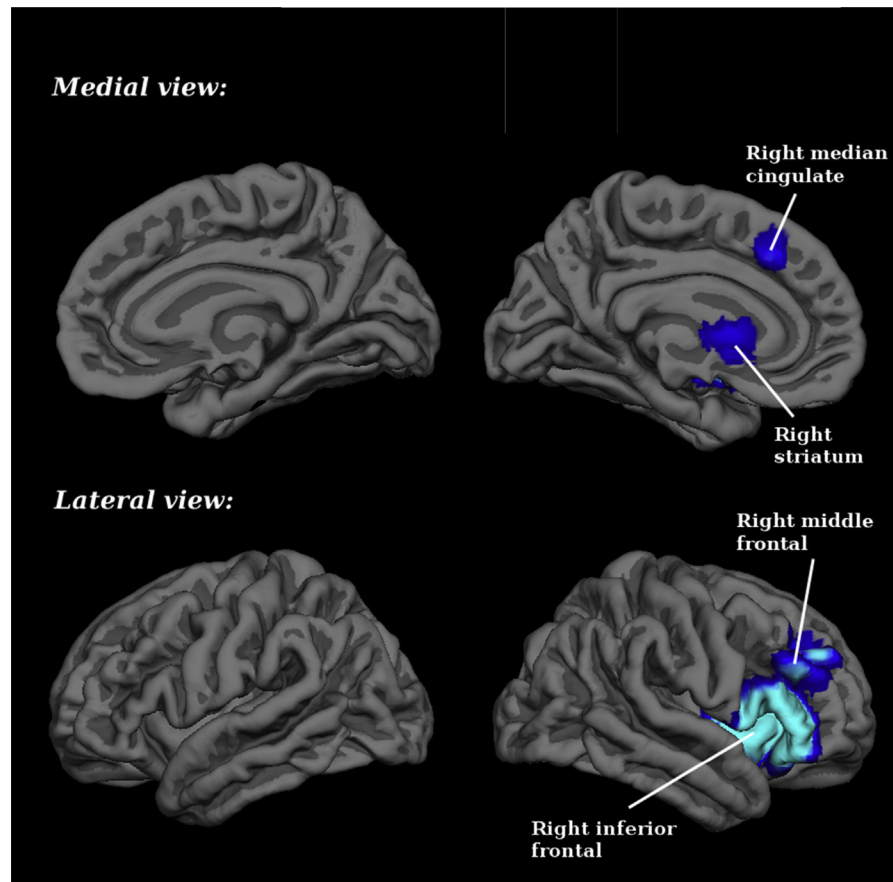 Medial view:
Right median
cingulate
Right
striatum
Lateral view:
Right middle
frontal
Right inferior
frontal